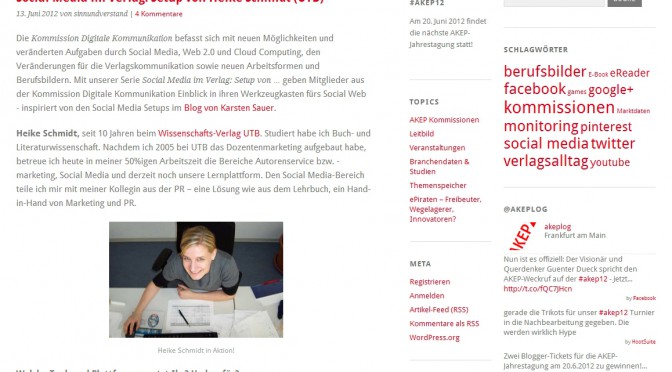 Social Media im Verlag: Setup von Heike Schmidt (UTB)
13. Juni 2012 von sinnundverstand | 4 Kommentare
Die Kommission Digitale Kommunikation befasst sich mit neuen Möglichkeiten und
veränderten Aufgaben durch Social Media, Web 2.0 und Cloud Computing, den
Veränderungen für die Verlagskommunikation sowie neuen Arbeitsformen und
Berufsbildern. Mit unserer Serie Social Media im Verlag: Setup von ... geben Mitglieder aus
der Kommission Digitale Kommunikation Einblick in ihren Werkzeugkasten fürs Social Web
- inspiriert von den Social Media Setups im Blog von Karsten Sauer.
Heike Schmidt, seit 10 Jahren beim Wissenschafts-Verlag UTB. Studiert habe ich Buch- und
Literaturwissenschaft. Nachdem ich 2005 bei UTB das Dozentenmarketing aufgebaut habe,
betreue ich heute in meiner 50%igen Arbeitszeit die Bereiche Autorenservice bzw. -
marketing, Social Media und derzeit noch unsere Lernplattform. Den Social Media-Bereich
teile ich mir mit meiner Kollegin aus der PR – eine Lösung wie aus dem Lehrbuch, ein Hand-
in-Hand von Marketing und PR.
Heike Schmidt in Aktion!
#AKEP12
Am 20. Juni 2012 findet
die nächste AKEP-
Jahrestagung statt!
TOPICS
AKEP Kommissionen
Leitbild
Veranstaltungen
Branchendaten &
Studien
Themenspeicher
ePiraten – Freibeuter,
Wegelagerer,
Innovatoren?
META
Registrieren
Anmelden
Artikel-Feed (RSS)
Kommentare als RSS
WordPress.org
SCHLAGWÖRTER
berufsbilder E-Book eReader
facebook games google+
kommissionen Marktdaten
monitoring pinterest
social media twitter
verlagsalltag youtube
@AKEPLOG
AKEP
akeplog
Frankfurt am Main
Nun ist es offiziell: Der Visionär und
Querdenker Guenter Dueck spricht den
AKEP-Weckruf auf der #akep12 - Jetzt...
http://t.co/fQC7JHcn
by Facebook
gerade die Trikots für unser #akep12 Turnier
in die Nachbearbeitung gegeben. Die
werden wirklich Hype
by HootSuite
Zwei Blogger-Tickets für die AKEP-
Jahrestagung am 20.6.2012 zu gewinnen!...